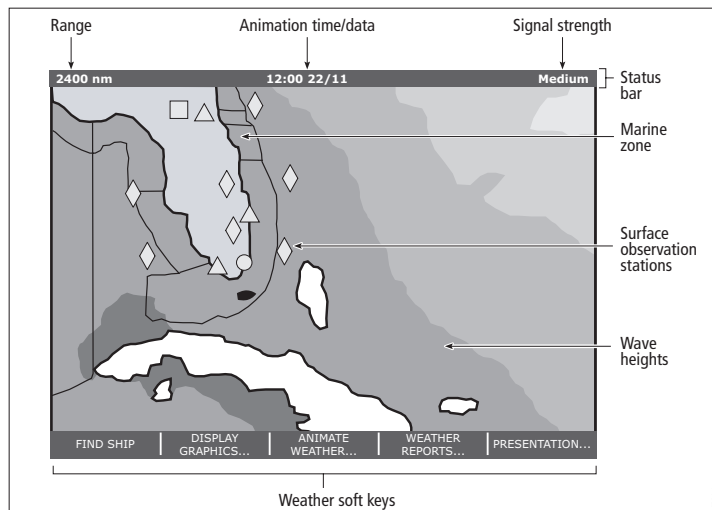 Range
Animation time/data
Signal strength
2400 nm
12:00 22/11
Medium
Status
bar
Marine
zone
Surface
observation
stations
Wave
heights
FIND SHIP
DISPLAY
GRAPHICS...
ANIMATE
WEATHER...
WEATHER
REPORTS...
PRESENTATION...
Weather soft keys